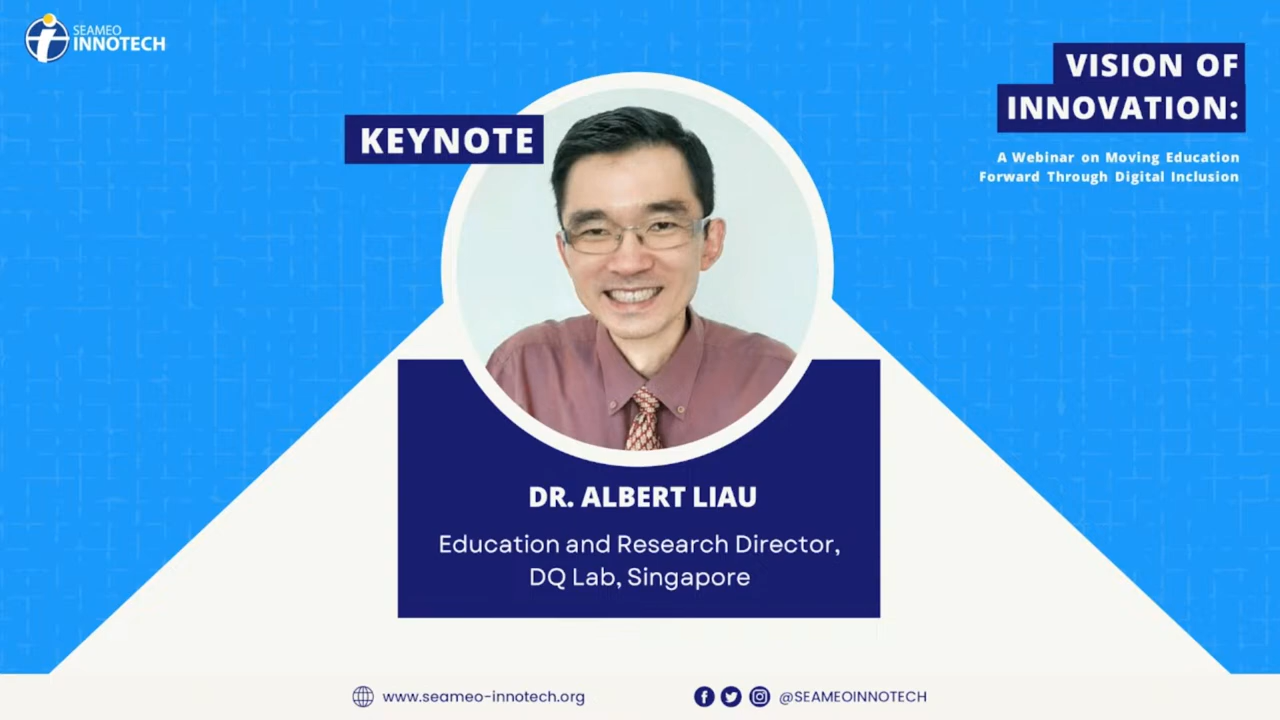 SEAMEO
INNOTECH
VISION OF
INNOVATION:
A Webinar on Moving Education
Forward Through Digital Inclusion
KEYNOTE
DR. ALBERT LIAU
Education and Research Director,
DQ Lab, Singapore
www.seameo-innotech.org
@SEAMEOINNOTECH